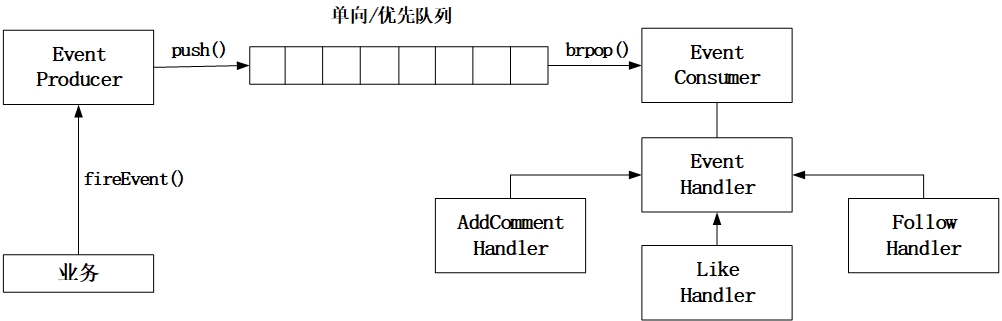 单向/优先队列
Event
Producer
push()
brpop()
Event
Consumer
fireEvent()
Event
Handler
AddComment
Handler
Follow
Handler
Like
Handler
业务